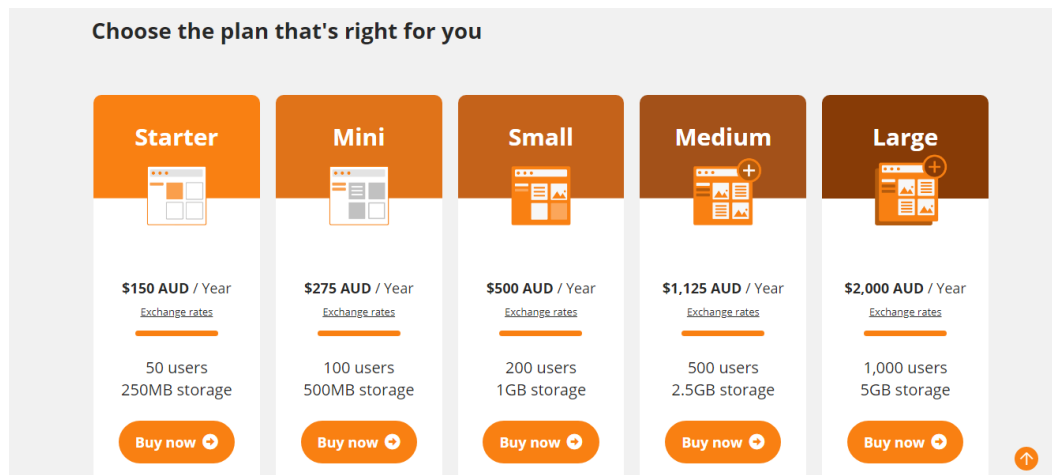 Choose the plan that's right for you
Starter
$150 AUD / Year
Exchange rates
50 users
250MB storage
Buy now
Mini
$275 AUD / Year
Exchange rates
100 users
500MB storage
Buy now
Small
$500 AUD / Year
Exchange rates
200 users
1GB storage
Buy now
Medium
$1,125 AUD / Year
Exchange rates
500 users
2.5GB storage
Buy now
Large
$2,000 AUD / Year
Exchange rates
1,000 users
5GB storage
Buy now